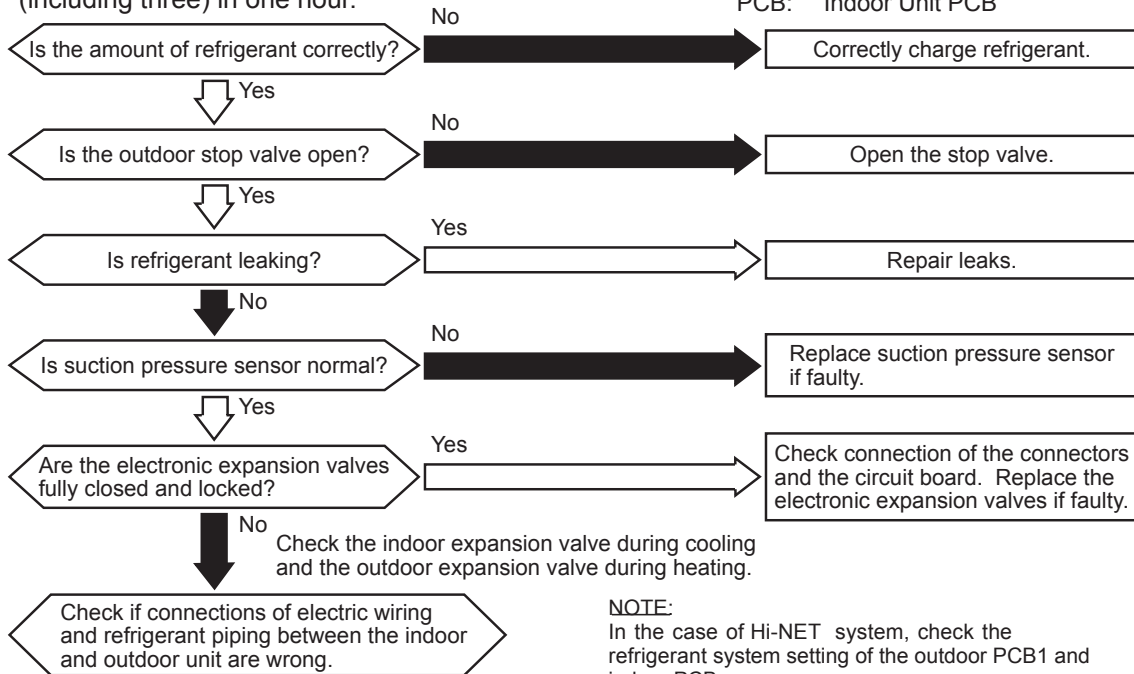 (including three) in one hour.
PCB: Indoor Unit PCB
No
Is the amount of refrigerant correctly?
Correctly charge refrigerant.
Yes
No
Is the outdoor stop valve open?
Open the stop valve.
Yes
Yes
Is refrigerant leaking?
Repair leaks.
No
No
Is suction pressure sensor normal?
Replace suction pressure sensor
if faulty.
Yes
Yes
Are the electronic expansion valves
fully closed and locked?
Check connection of the connectors
and the circuit board. Replace the
electronic expansion valves if faulty.
No
Check the indoor expansion valve during cooling
and the outdoor expansion valve during heating.
Check if connections of electric wiring
and refrigerant piping between the indoor
and outdoor unit are wrong.
NOTE:
In the case of Hi-NET system, check the
refrigerant system setting of the outdoor PCB1 and